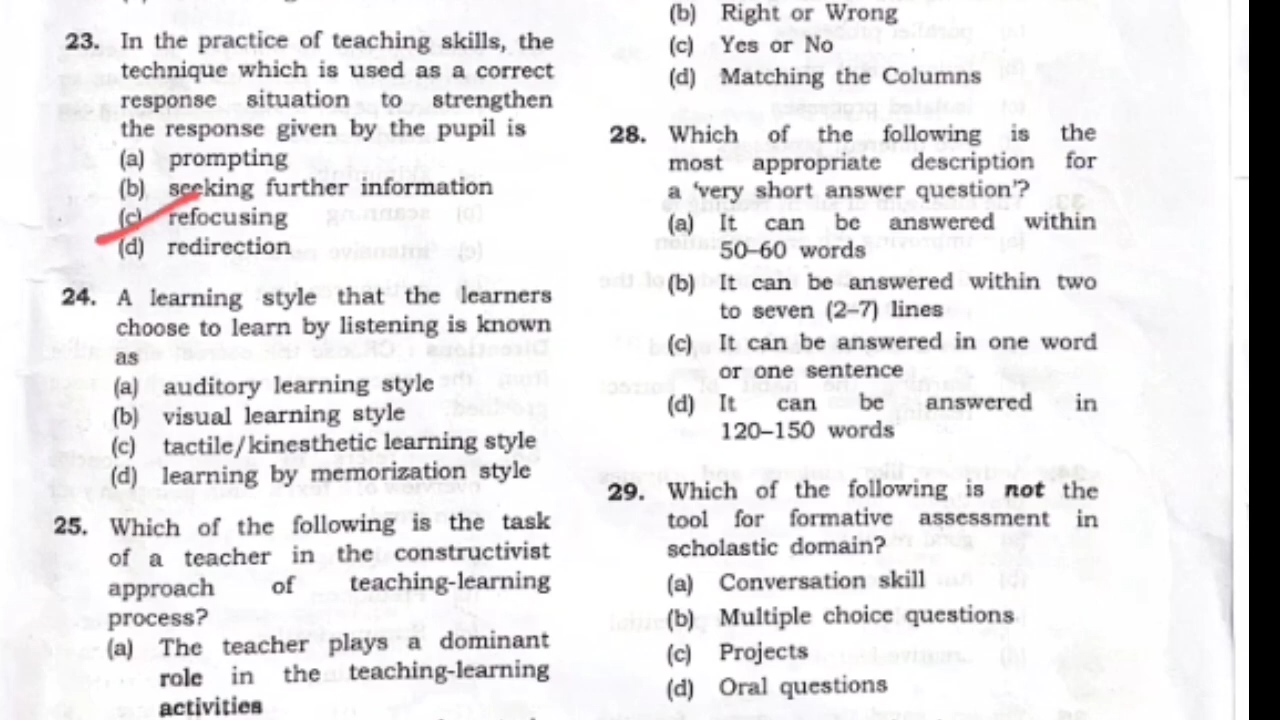 23. In the practice of teaching skills, the
technique which is used as a correct
response situation to strengthen
the response given by the pupil is
(a) prompting
(b) seeking further information
(c) refocusing
(d) redirection
24. A learning style that the learners
choose to learn by listening is known
as
(a) auditory learning style
(b) visual learning style
(c) tactile/kinesthetic learning style
(d) learning by memorization style
25. Which of the following is the task
of a teacher in the constructivist
approach of teaching-learning
process?
(a) The teacher plays a dominant
role in the teaching-learning
activities
(b) Right or Wrong
(c) Yes or No
(d) Matching the Columns
28. Which of the following is the
most appropriate description for
a ‘very short answer question’?
(a) It can be answered within
50–60 words
(b) It can be answered within two
to seven (2–7) lines
(c) It can be answered in one word
or one sentence
(d) It can be answered in
120–150 words
29. Which of the following is not the
tool for formative assessment in
scholastic domain?
(a) Conversation skill
(b) Multiple choice questions
(c) Projects
(d) Oral questions